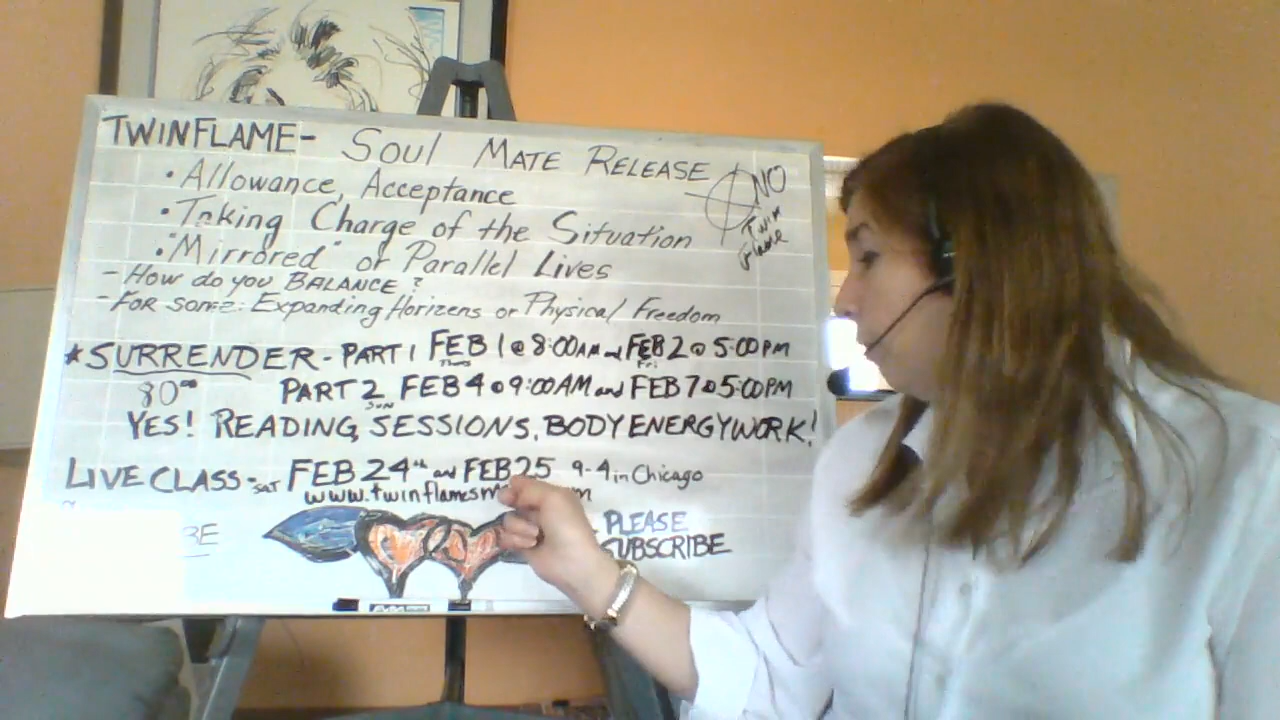 TWINFLAME- SOUL MATE RELEASE
• Allowance, Acceptance
NO
Twin
Flame
• Taking Charge of the Situation
• "Mirrored" or Parallel Lives
- How do you BALANCE?
- For some: Expanding Horizens or Physical Freedom
* SURRENDER - PART 1 FEB 1 @ 8:00AM and FEB 2 @ 5:00PM
Thurs Fri
80⁰⁰ PART 2 FEB 4 @ 9:00AM and FEB 7 @ 5:00PM
SUN
YES! READING, SESSIONS, BODY ENERGYWORK!
LIVE CLASS - SAT FEB 24th and FEB 25 9-4 in Chicago
www.twinflamesm
PLEASE
SUBSCRIBE